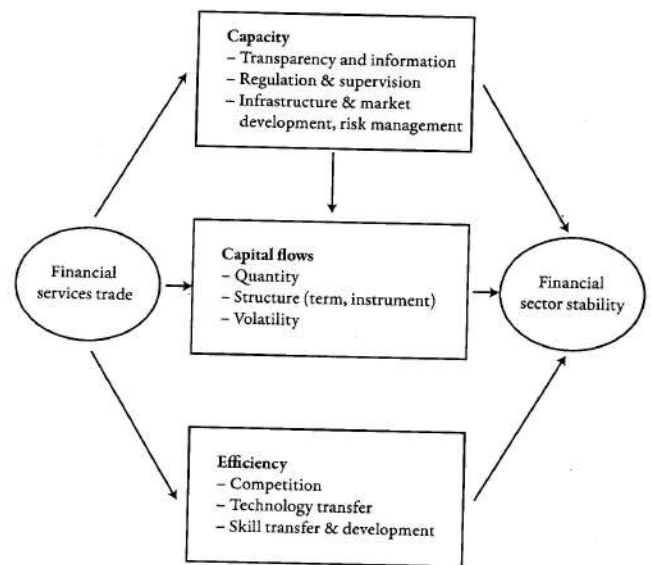 Capacity
– Transparency and information
– Regulation & supervision
– Infrastructure & market
development, risk management
Financial
services trade
Capital flows
– Quantity
– Structure (term, instrument)
– Volatility
Financial
sector stability
Efficiency
– Competition
– Technology transfer
– Skill transfer & development